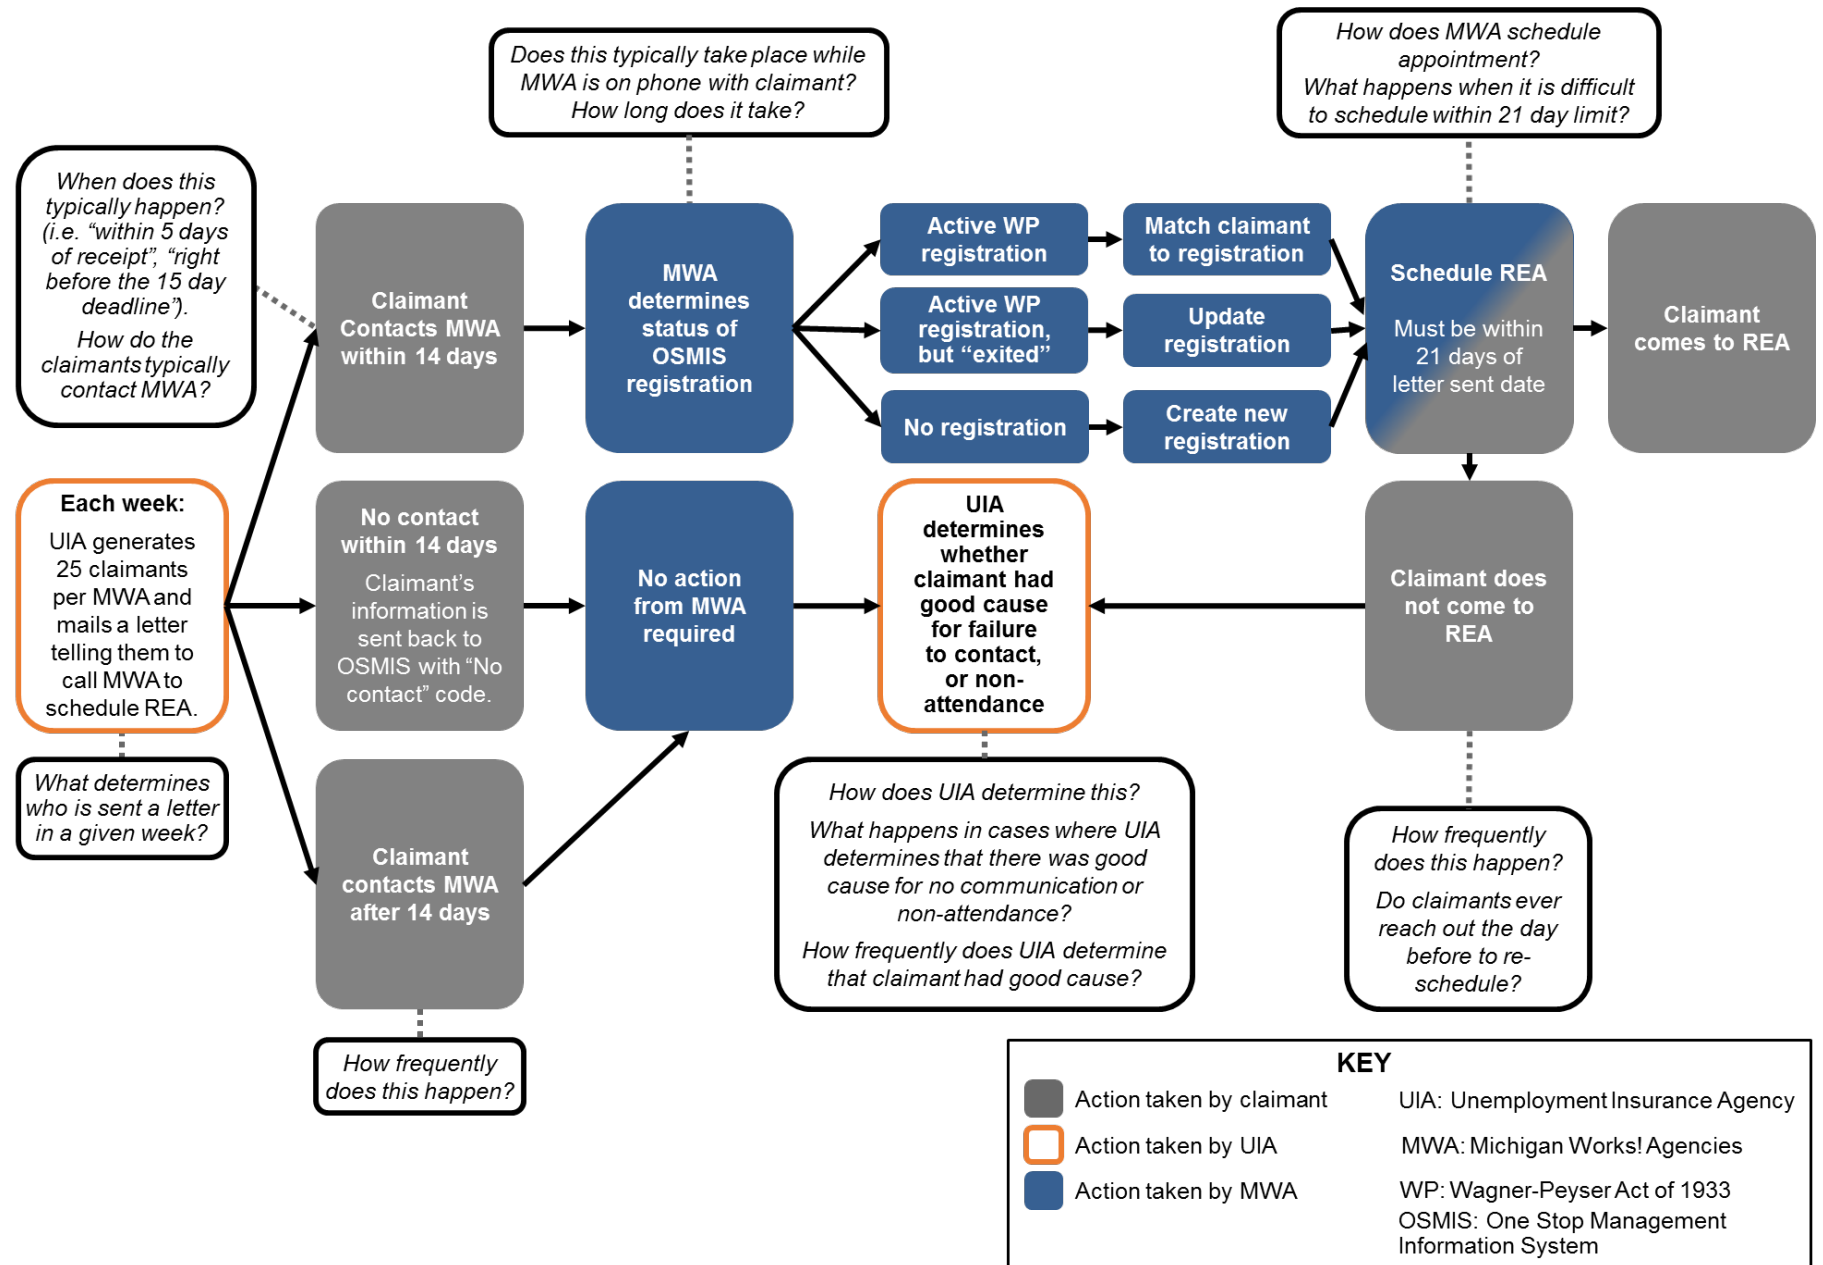 Does this typically take place while
MWA is on phone with claimant?
How long does it take?
How does MWA schedule
appointment?
What happens when it is difficult
to schedule within 21 day limit?
When does this
typically happen?
(i.e. “within 5 days
of receipt”, “right
before the 15 day
deadline”).
How do the
claimants typically
contact MWA?
Claimant
Contacts MWA
within 14 days
MWA
determines
status of
OSMIS
registration
Active WP
registration
Match claimant
to registration
Active WP
registration,
but “exited”
Update
registration
No registration
Create new
registration
Schedule REA
Must be within
21 days of
letter sent date
Claimant
comes to REA
Each week:
UIA generates
25 claimants
per MWA and
mails a letter
telling them to
call MWA to
schedule REA.
No contact
within 14 days
Claimant’s
information is
sent back to
OSMIS with “No
contact” code.
No action
from MWA
required
UIA
determines
whether
claimant had
good cause
for failure
to contact,
or non-
attendance
Claimant does
not come to
REA
What determines
who is sent a letter
in a given week?
Claimant
contacts MWA
after 14 days
How does UIA determine this?
What happens in cases where UIA
determines that there was good
cause for no communication or
non-attendance?
How frequently does UIA determine
that claimant had good cause?
How frequently
does this happen?
Do claimants ever
reach out the day
before to re-
schedule?
How frequently
does this happen?
KEY
Action taken by claimant
UIA: Unemployment Insurance Agency
Action taken by UIA
MWA: Michigan Works! Agencies
Action taken by MWA
WP: Wagner-Peyser Act of 1933
OSMIS: One Stop Management
Information System